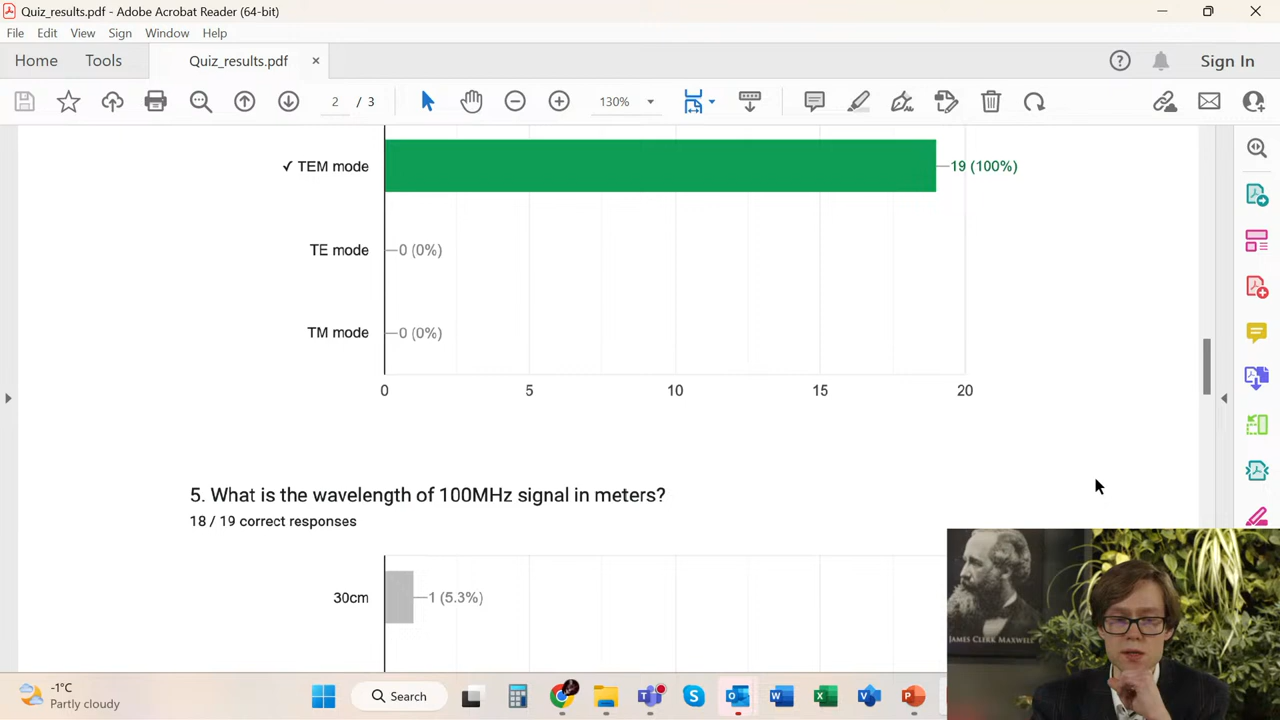 Quiz_results.pdf - Adobe Acrobat Reader (64-bit)
File Edit View Sign Window Help
Home Tools Quiz_results.pdf × ? Sign In
2 / 3 130%
✓ TEM mode 19 (100%)
TE mode 0 (0%)
TM mode 0 (0%)
0 5 10 15 20
5. What is the wavelength of 100MHz signal in meters?
18 / 19 correct responses
30cm 1 (5.3%)
JAMES CLERK MAXWELL
-1°C
Partly cloudy
Search